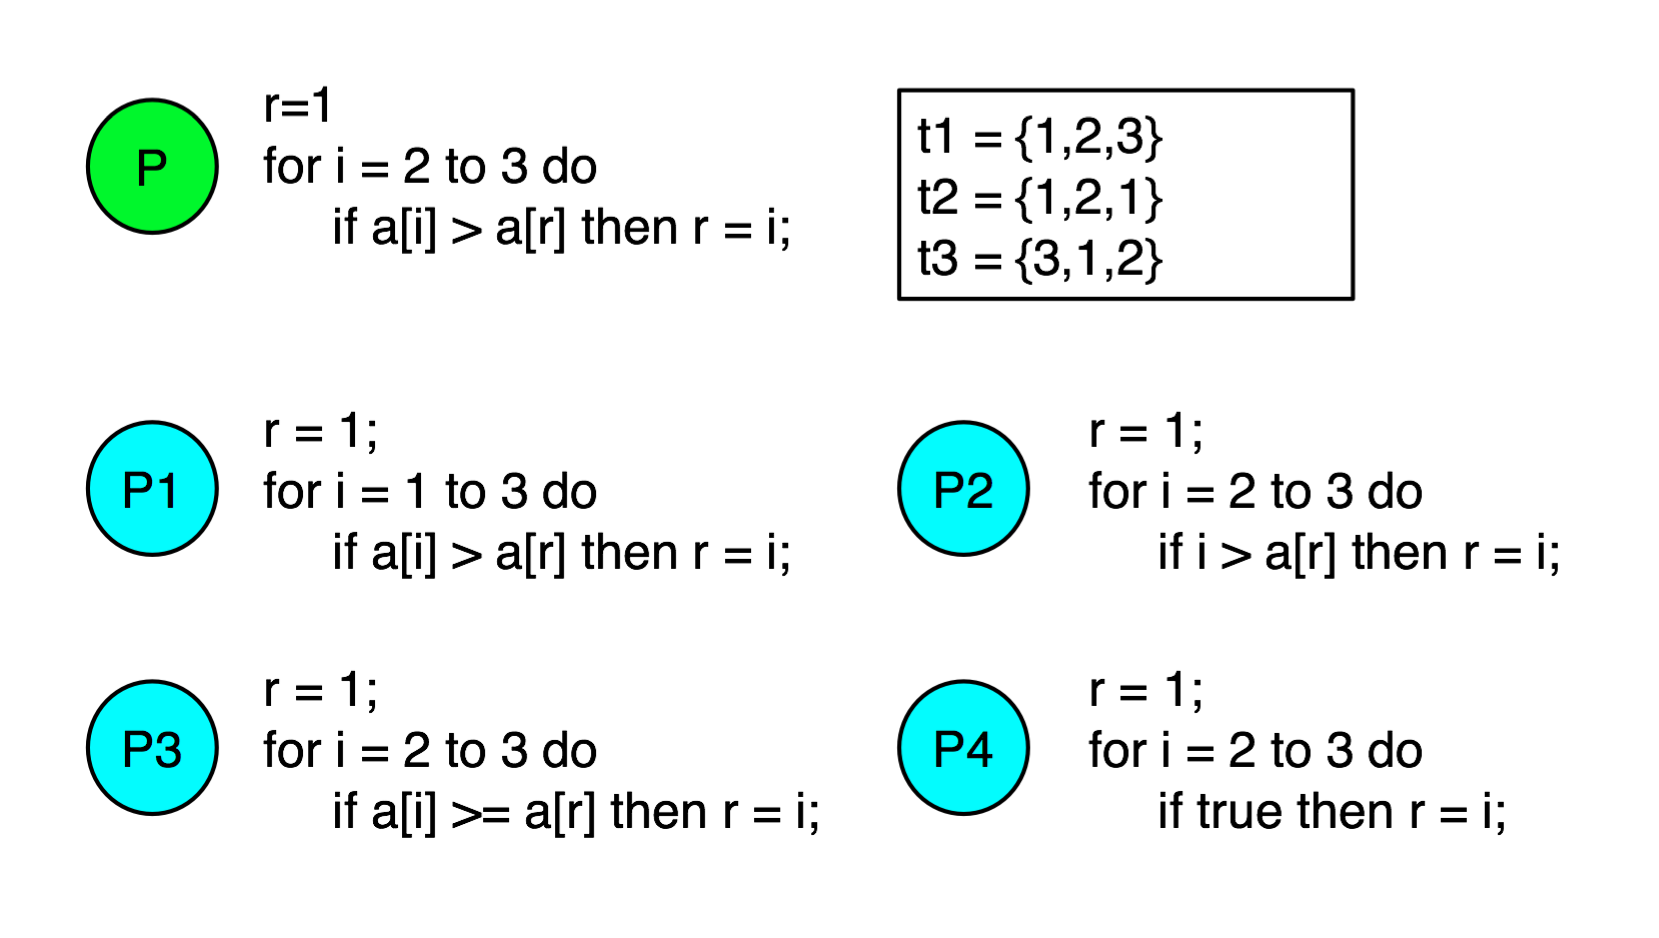 P
r=1
for i = 2 to 3 do
if a[i] > a[r] then r = i;
t1 = {1,2,3}
t2 = {1,2,1}
t3 = {3,1,2}
P1
r = 1;
for i = 1 to 3 do
if a[i] > a[r] then r = i;
P2
r = 1;
for i = 2 to 3 do
if i > a[r] then r = i;
P3
r = 1;
for i = 2 to 3 do
if a[i] >= a[r] then r = i;
P4
r = 1;
for i = 2 to 3 do
if true then r = i;